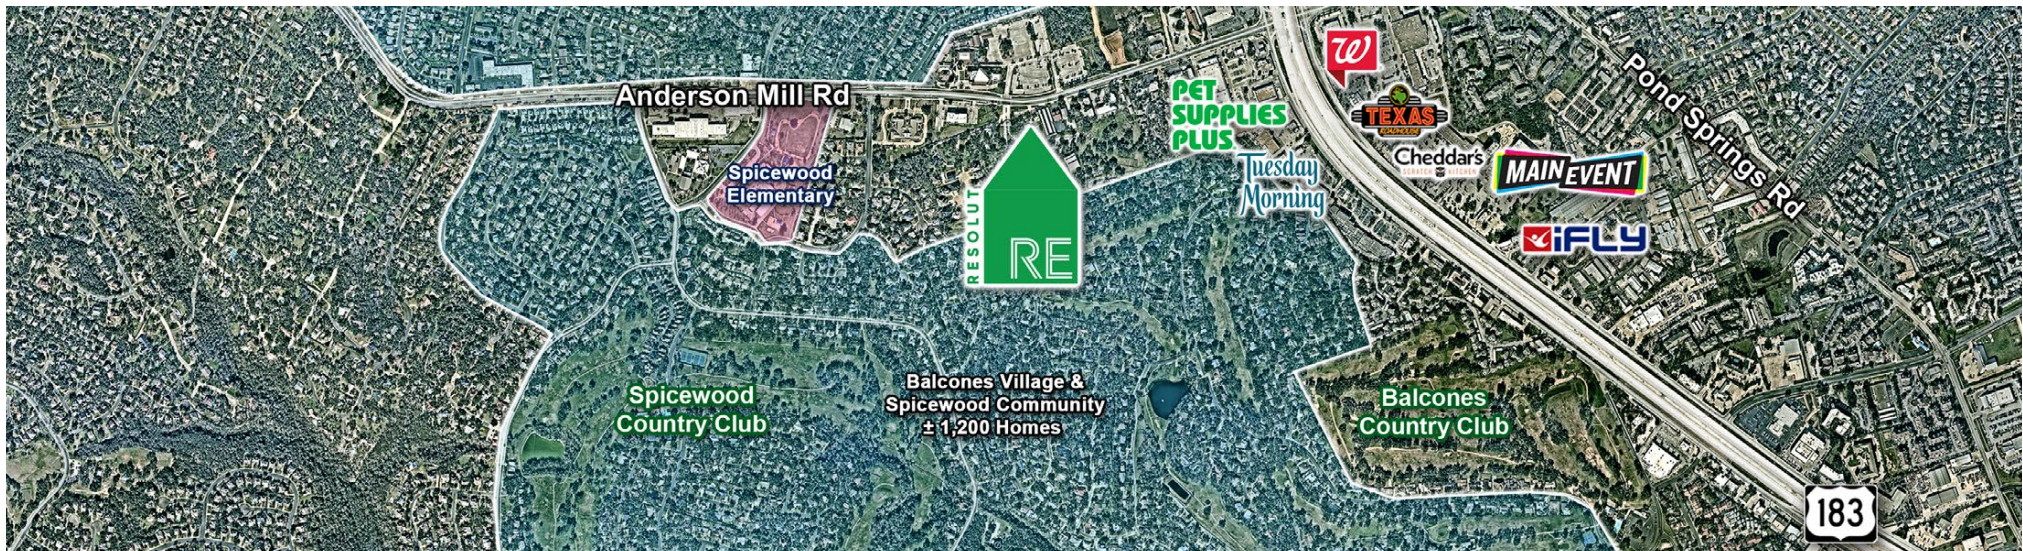 Anderson Mill Rd
Spicewood
Elementary
RESOLUT
RE
PET
SUPPLIES
PLUS
Tuesday
Morning
W
TEXAS
ROADHOUSE
Cheddar's
SCRATCH KITCHEN
MAIN EVENT
iFLY
Pond Springs Rd
Spicewood
Country Club
Balcones Village &
Spicewood Community
± 1,200 Homes
Balcones
Country Club
183